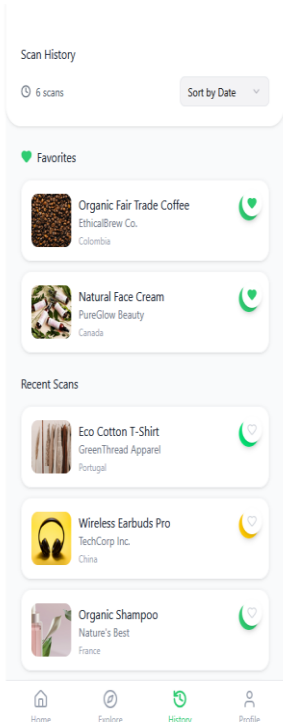 Scan History
6 scans
Sort by Date
Favorites
Organic Fair Trade Coffee
EthicalBrew Co.
Colombia
Natural Face Cream
PureGlow Beauty
Canada
Recent Scans
Eco Cotton T-Shirt
GreenThread Apparel
Portugal
Wireless Earbuds Pro
TechCorp Inc.
China
Organic Shampoo
Nature's Best
France
Home Explore History Profile